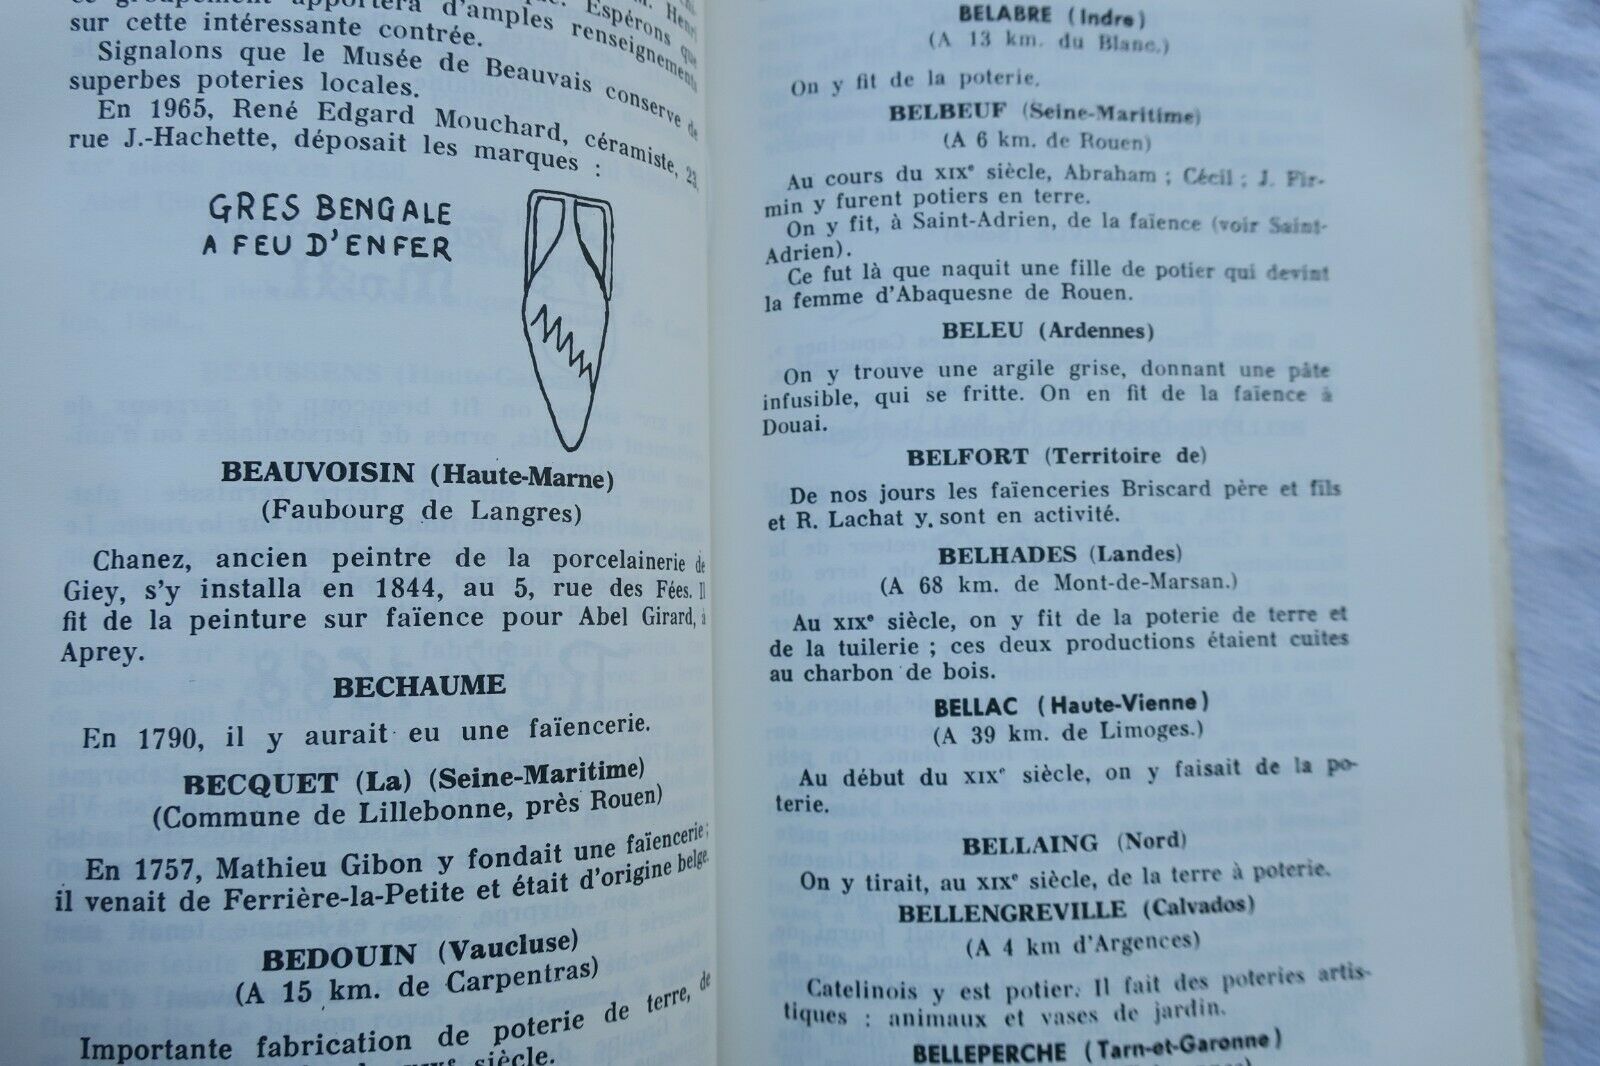 ce groupement apportera d'amples renseignements
sur cette intéressante contrée.
Signalons que le Musée de Beauvais conserve de
superbes poteries locales.
En 1965, René Edgard Mouchard, céramiste, 23,
rue J.-Hachette, déposait les marques :
GRES BENGALE
A FEU D'ENFER
BEAUVOISIN (Haute-Marne)
(Faubourg de Langres)
Chanez, ancien peintre de la porcelainerie de
Giey, s'y installa en 1844, au 5, rue des Fées. Il
fit de la peinture sur faïence pour Abel Girard, à
Aprey.
BECHAUME
En 1790, il y aurait eu une faïencerie.
BECQUET (La) (Seine-Maritime)
(Commune de Lillebonne, près Rouen)
En 1757, Mathieu Gibon y fondait une faïencerie ;
il venait de Ferrière-la-Petite et était d'origine belge.
BEDOUIN (Vaucluse)
(A 15 km. de Carpentras)
Importante fabrication de poterie de terre, de
siècle.
BELABRE (Indre)
(A 13 km. du Blanc.)
On y fit de la poterie.
BELBEUF (Seine-Maritime)
(A 6 km. de Rouen)
Au cours du XIXe siècle, Abraham ; Cécil ; J. Fir-
min y furent potiers en terre.
On y fit, à Saint-Adrien, de la faïence (voir Saint-
Adrien).
Ce fut là que naquit une fille de potier qui devint
la femme d'Abaquesne de Rouen.
BELEU (Ardennes)
On y trouve une argile grise, donnant une pâte
infusible, qui se fritte. On en fit de la faïence à
Douai.
BELFORT (Territoire de)
De nos jours les faïenceries Briscard père et fils
et R. Lachat y. sont en activité.
BELHADES (Landes)
(A 68 km. de Mont-de-Marsan.)
Au XIXe siècle, on y fit de la poterie de terre et
de la tuilerie ; ces deux productions étaient cuites
au charbon de bois.
BELLAC (Haute-Vienne)
(A 39 km. de Limoges.)
Au début du XIXe siècle, on y faisait de la po-
terie.
BELLAING (Nord)
On y tirait, au XIXe siècle, de la terre à poterie.
BELLENGREVILLE (Calvados)
(A 4 km d'Argences)
Catelinois y est potier. Il fait des poteries artis-
tiques : animaux et vases de jardin.
BELLEPERCHE (Tarn-et-Garonne)